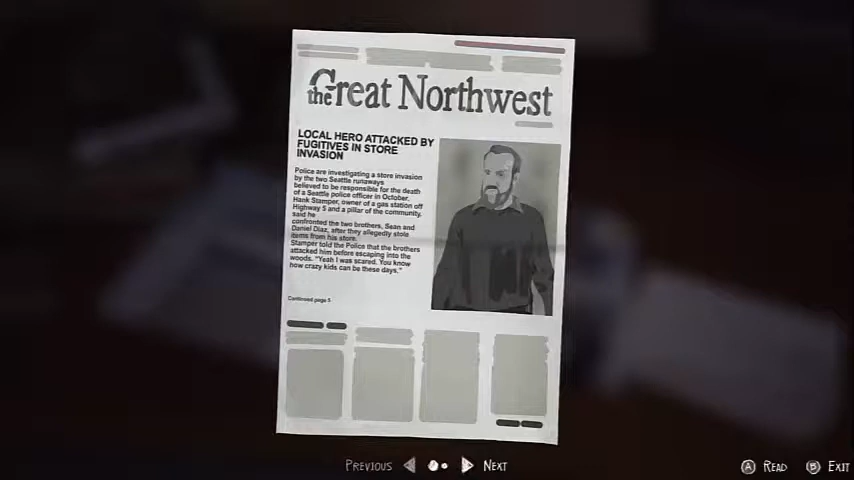 the Great Northwest
LOCAL HERO ATTACKED BY
FUGITIVES IN STORE
INVASION
Police are investigating a store invasion
by the two Seattle runaways
believed to be responsible for the death
of a Seattle police officer in October.
Hank Stamper, owner of a gas station off
Highway 5 and a pillar of the community,
said he
confronted the two brothers, Sean and
Daniel Diaz, after they allegedly stole
items from his store.
Stamper told the Police that the brothers
attacked him before escaping into the
woods. "Yeah I was scared. You know
how crazy kids can be these days."
Continued page 5
PREVIOUS
NEXT
A READ
B EXIT